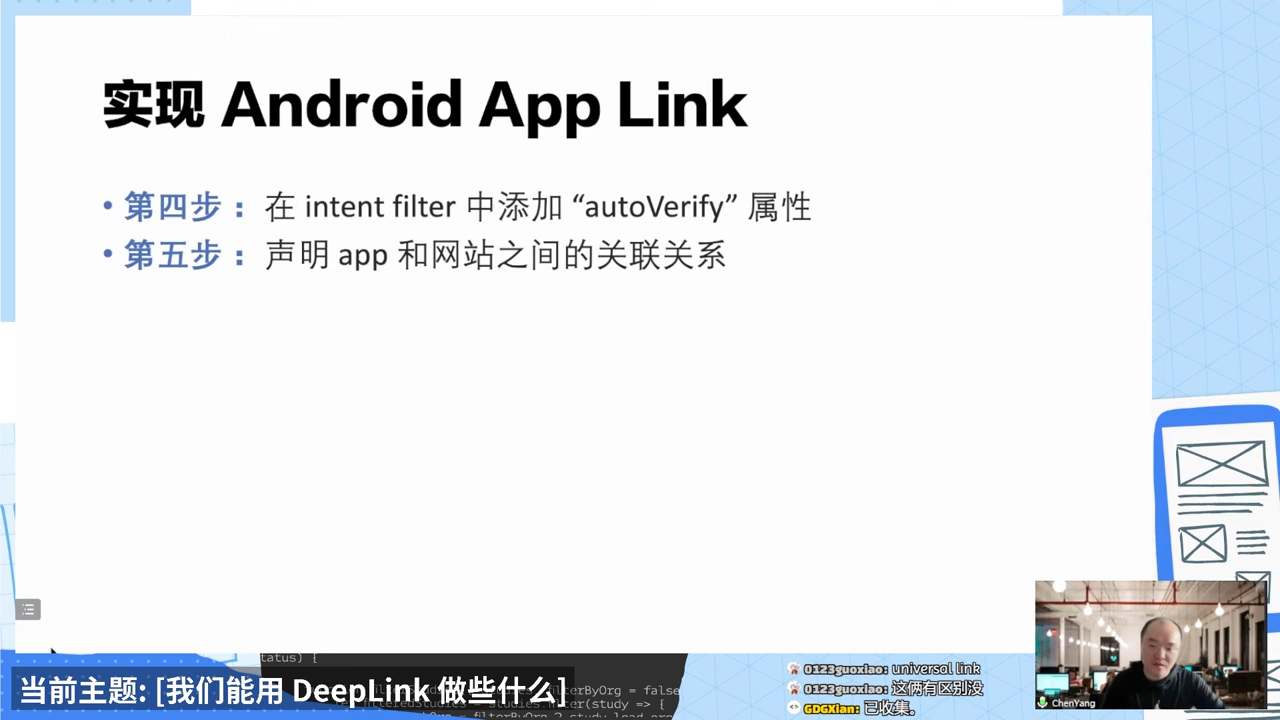 实现 Android App Link
• 第四步： 在 intent filter 中添加 “autoVerify” 属性
• 第五步： 声明 app 和网站之间的关联关系
tatus) {
当前主题: [我们能用 DeepLink 做些什么]
filterByOrg = false
0123guoxiao: universal link
0123guoxiao: 这俩有区别没
GDGXian: 已收集。
ChenYang